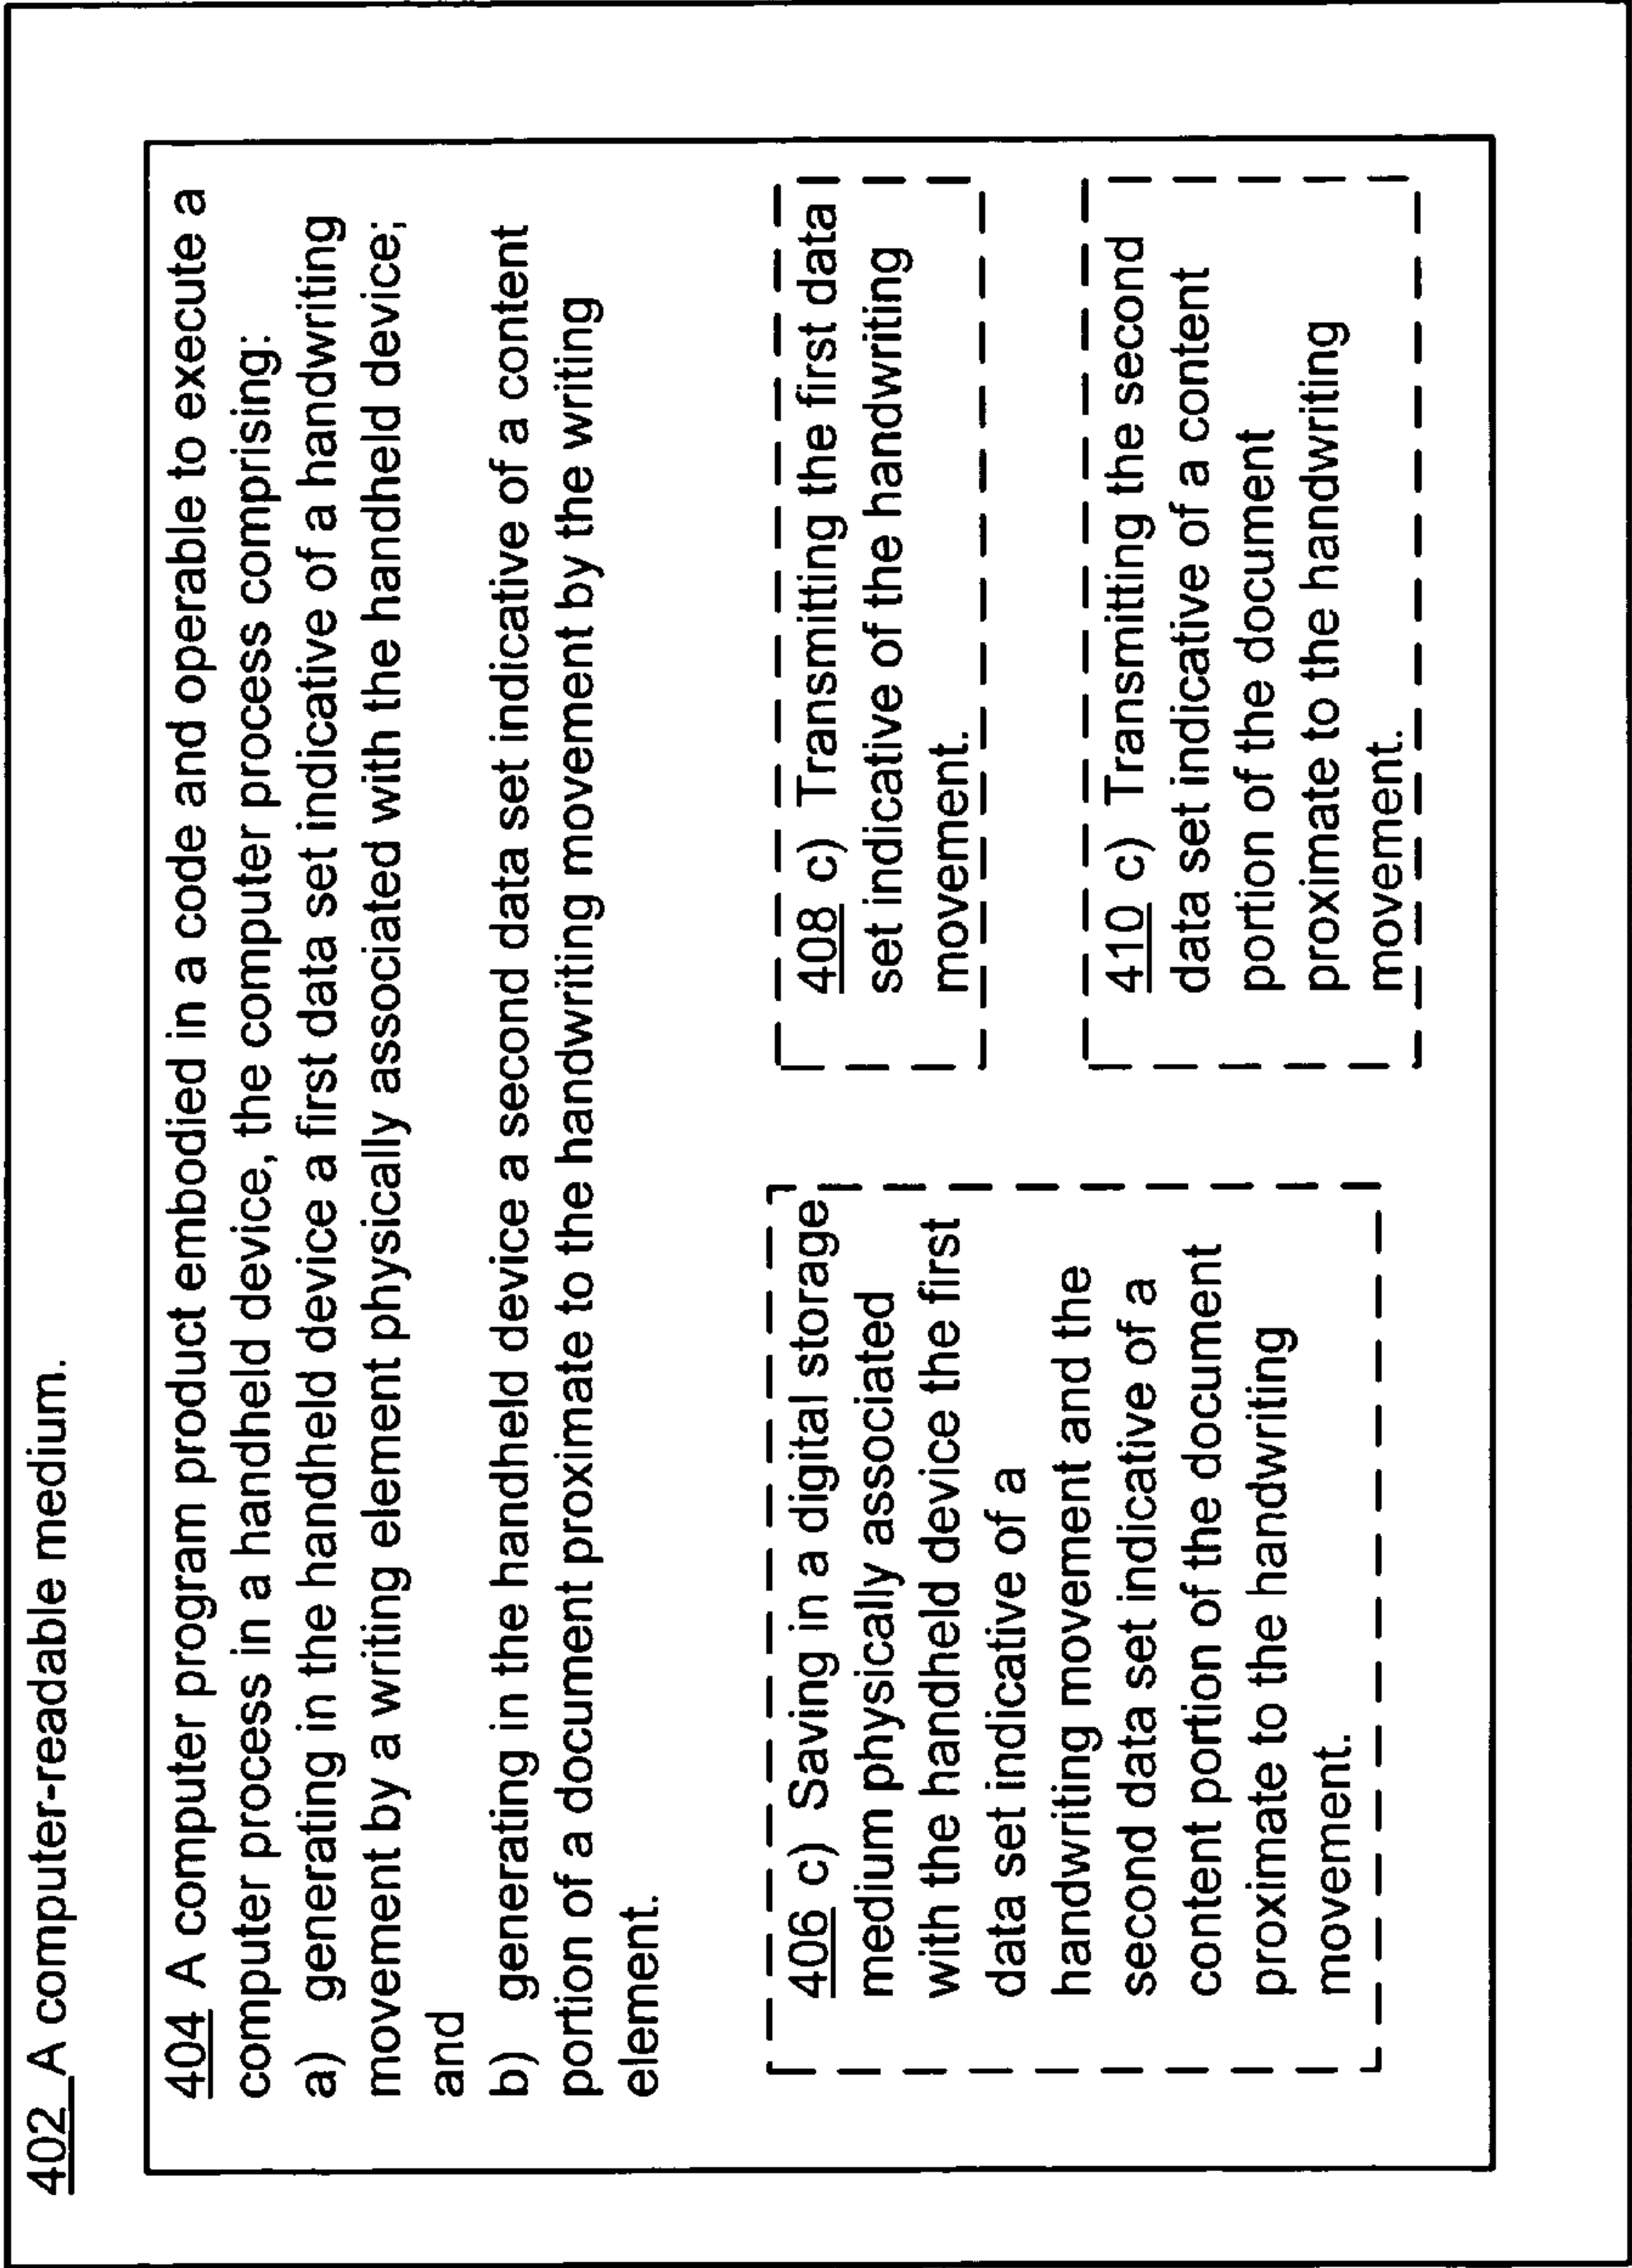 402 A computer-readable medium.
404 A computer program product embodied in a code and operable to execute a
computer process in a handheld device, the computer process comprising:
a) generating in the handheld device a first data set indicative of a handwriting
movement by a writing element physically associated with the handheld device;
and
b) generating in the handheld device a second data set indicative of a content
portion of a document proximate to the handwriting movement by the writing
element.
406 c) Saving in a digital storage
medium physically associated
with the handheld device the first
data set indicative of a
handwriting movement and the
second data set indicative of a
content portion of the document
proximate to the handwriting
movement.
408 c) Transmitting the first data
set indicative of the handwriting
movement.
410 c) Transmitting the second
data set indicative of a content
portion of the document
proximate to the handwriting
movement.